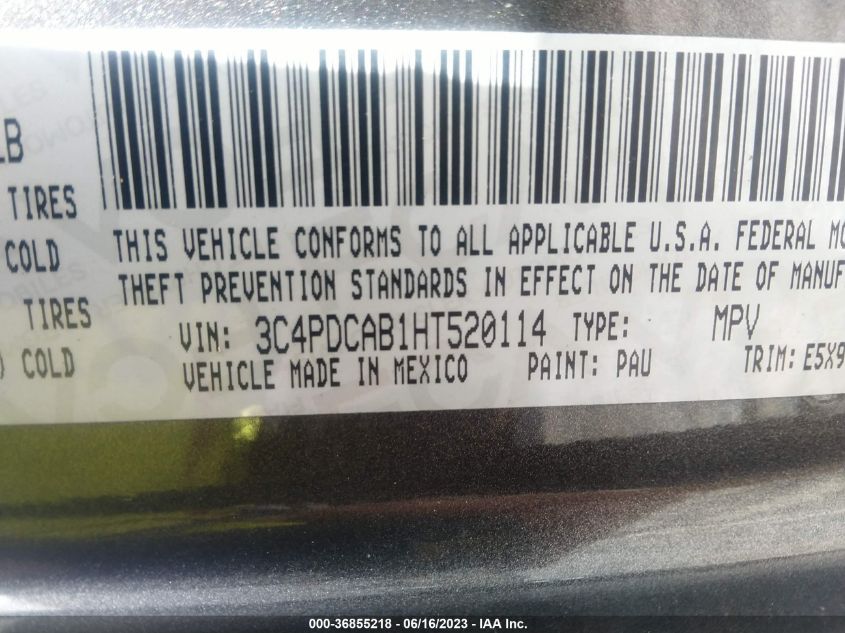 LB
TIRES
COLD
TIRES
) COLD
THIS VEHICLE CONFORMS TO ALL APPLICABLE U.S.A. FEDERAL MO
THEFT PREVENTION STANDARDS IN EFFECT ON THE DATE OF MANUF
VIN: 3C4PDCAB1HT520114 TYPE: MPV
VEHICLE MADE IN MEXICO PAINT: PAU TRIM: E5X9
000-36855218 - 06/16/2023 - IAA Inc.